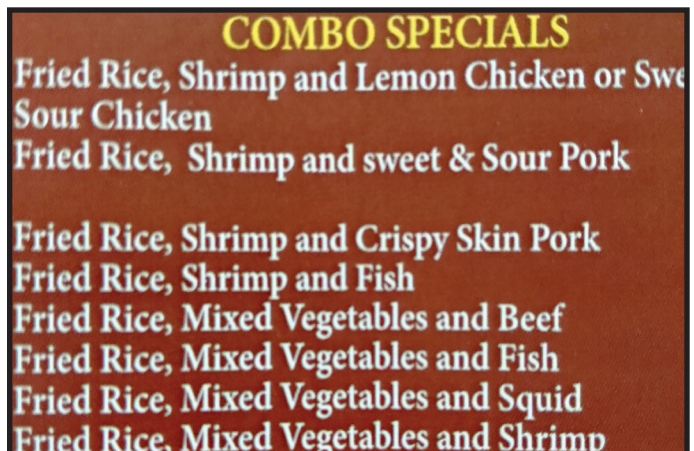 COMBO SPECIALS
Fried Rice, Shrimp and Lemon Chicken or
Sour Chicken
Fried Rice, Shrimp and sweet & Sour Pork
Fried Rice, Shrimp and Crispy Skin Pork
Fried Rice, Shrimp and Fish
Fried Rice, Mixed Vegetables and Beef
Fried Rice, Mixed Vegetables and Fish
Fried Rice, Mixed Vegetables and Squid
Fried Rice, Mixed Vegetables and Shrimp